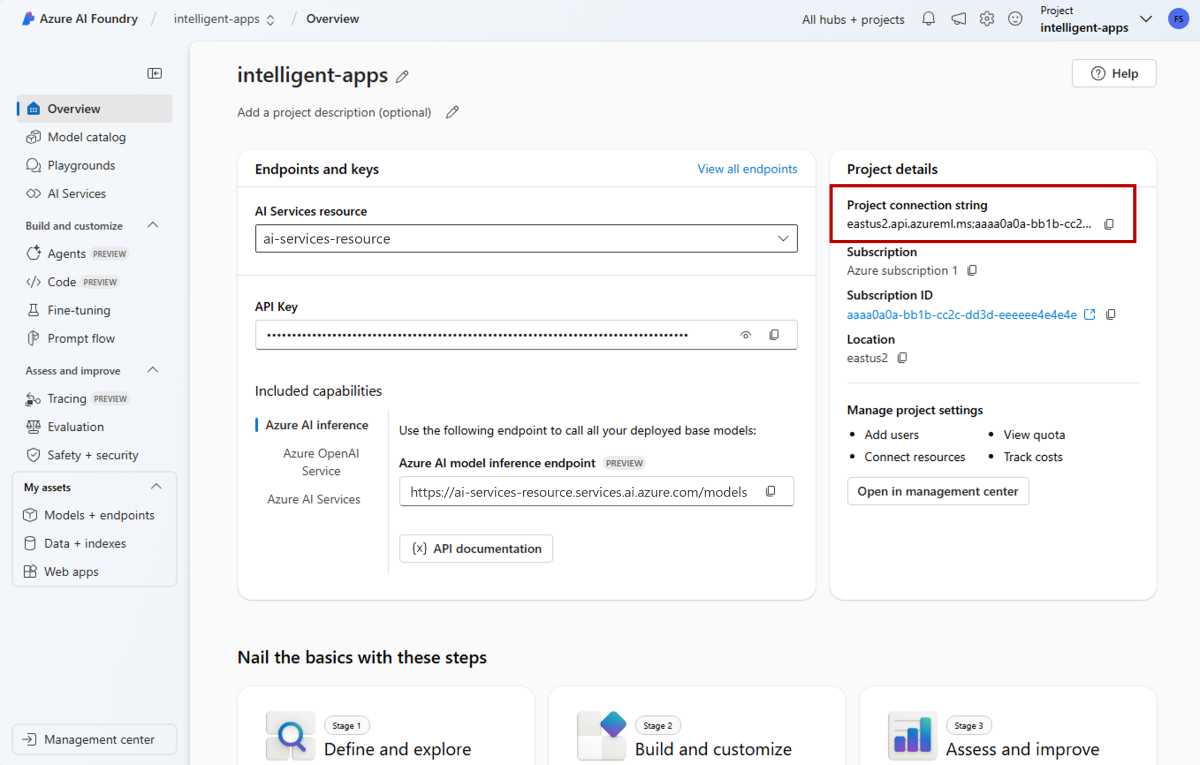 Azure AI Foundry / intelligent-apps / Overview
All hubs + projects
Project
intelligent-apps
FS
Overview
Model catalog
Playgrounds
AI Services
Build and customize
Agents PREVIEW
Code PREVIEW
Fine-tuning
Prompt flow
Assess and improve
Tracing PREVIEW
Evaluation
Safety + security
My assets
Models + endpoints
Data + indexes
Web apps
Management center
intelligent-apps
Help
Add a project description (optional)
Endpoints and keys
View all endpoints
AI Services resource
ai-services-resource
API Key
••••••••••••••••••••••••••••••••••••••••••••••••••••••••••••••••••••••••••••••••••••
Included capabilities
Azure AI inference
Azure OpenAI
Service
Azure AI Services
Use the following endpoint to call all your deployed base models:
Azure AI model inference endpoint PREVIEW
https://ai-services-resource.services.ai.azure.com/models
{x} API documentation
Project details
Project connection string
eastus2.api.azureml.ms;aaaa0a0a-bb1b-cc2...
Subscription
Azure subscription 1
Subscription ID
aaaa0a0a-bb1b-cc2c-dd3d-eeeeee4e4e4e
Location
eastus2
Manage project settings
• Add users
• View quota
• Connect resources
• Track costs
Open in management center
Nail the basics with these steps
Stage 1
Define and explore
Stage 2
Build and customize
Stage 3
Assess and improve